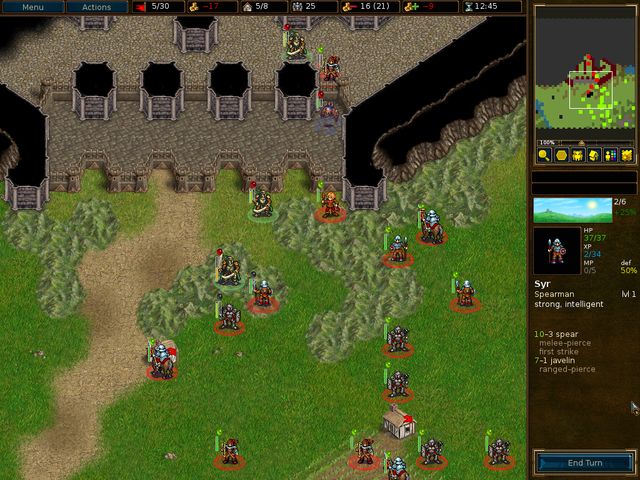 Menu
Actions
5/30
-17
5/8
25
16 (21)
-9
12:45
100%
2/6
+25%
HP
37/37
XP
2/34
MP
0/5
def
50%
Syr
Spearman
lvl 1
strong, intelligent
10–3 spear
melee–pierce
first strike
7–1 javelin
ranged–pierce
End Turn